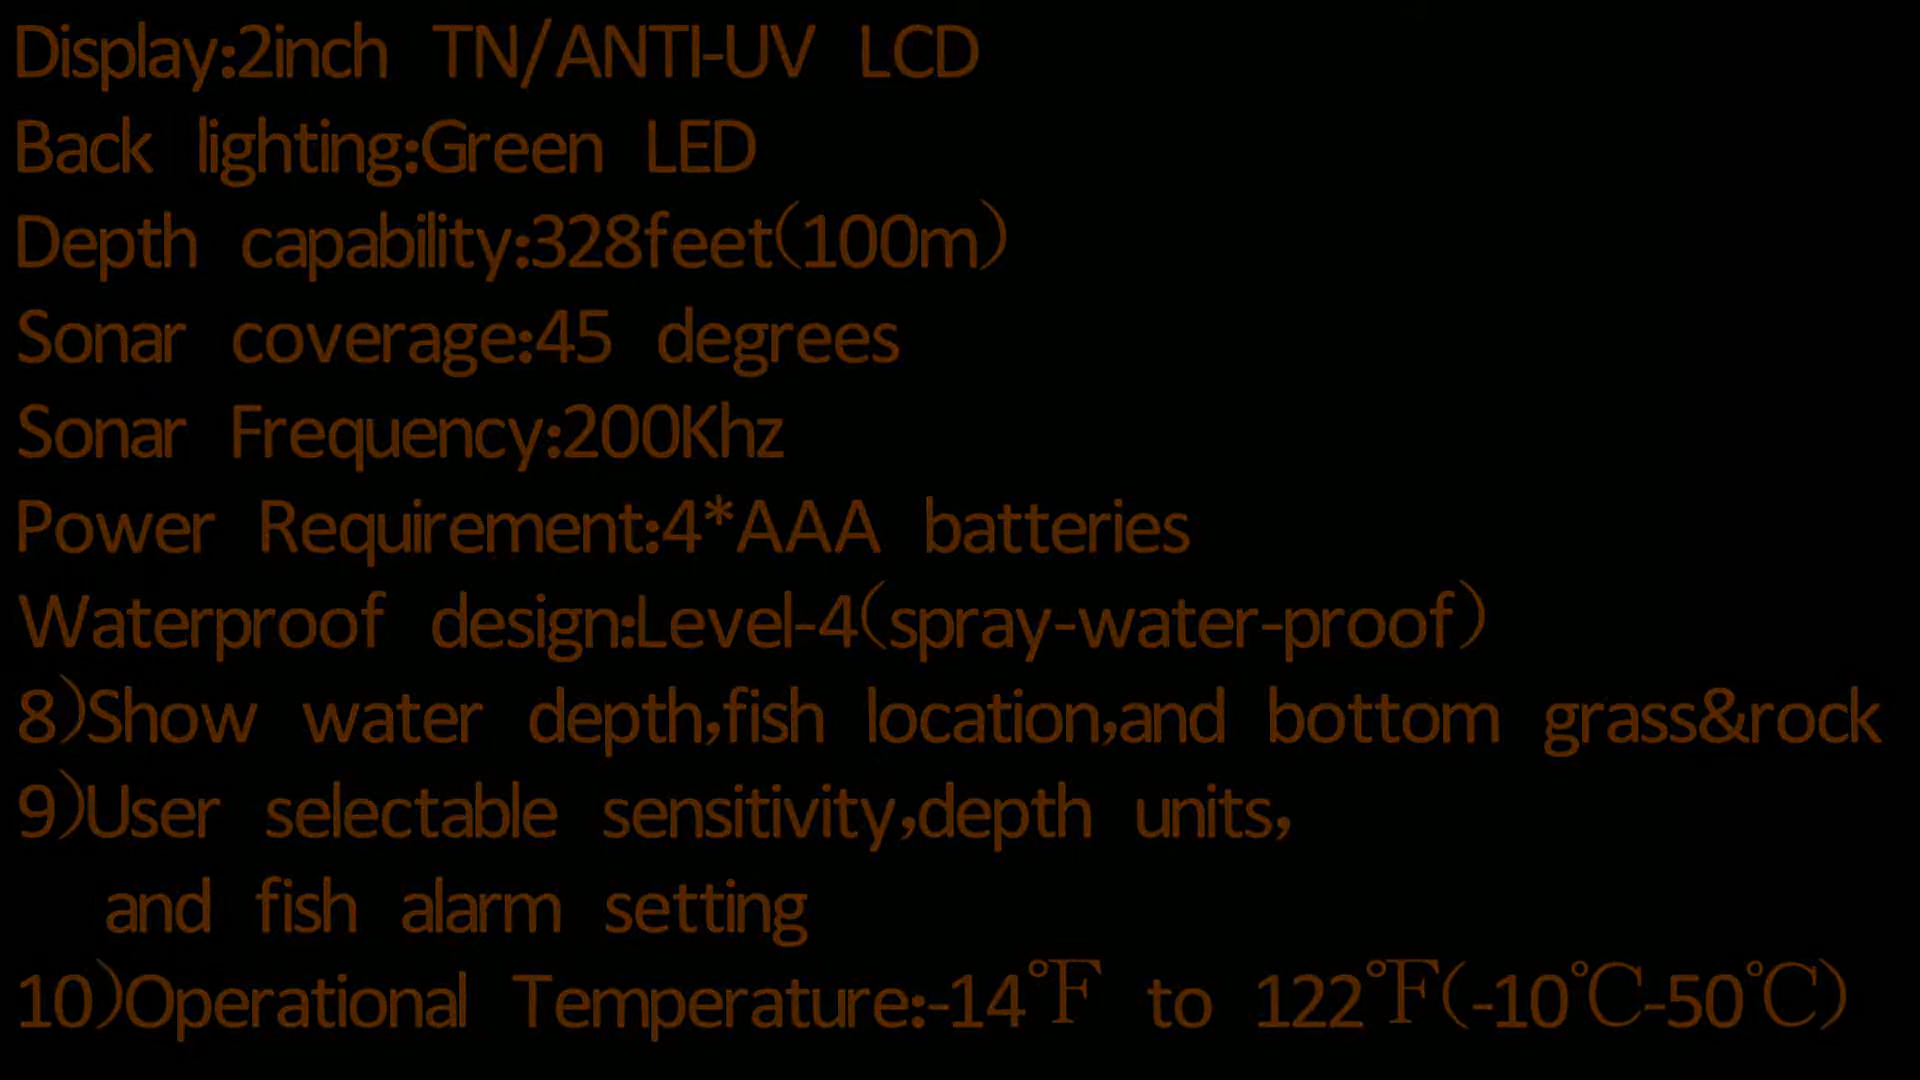 Display:2inch TN/ANTI-UV LCD
Back lighting:Green LED
Depth capability:328feet(100m)
Sonar coverage:45 degrees
Sonar Frequency:200Khz
Power Requirement:4*AAA batteries
Waterproof design:Level-4(spray-water-proof)
8)Show water depth,fish location,and bottom grass&rock
9)User selectable sensitivity,depth units,
and fish alarm setting
10)Operational Temperature:-14℉ to 122℉(-10℃-50℃)